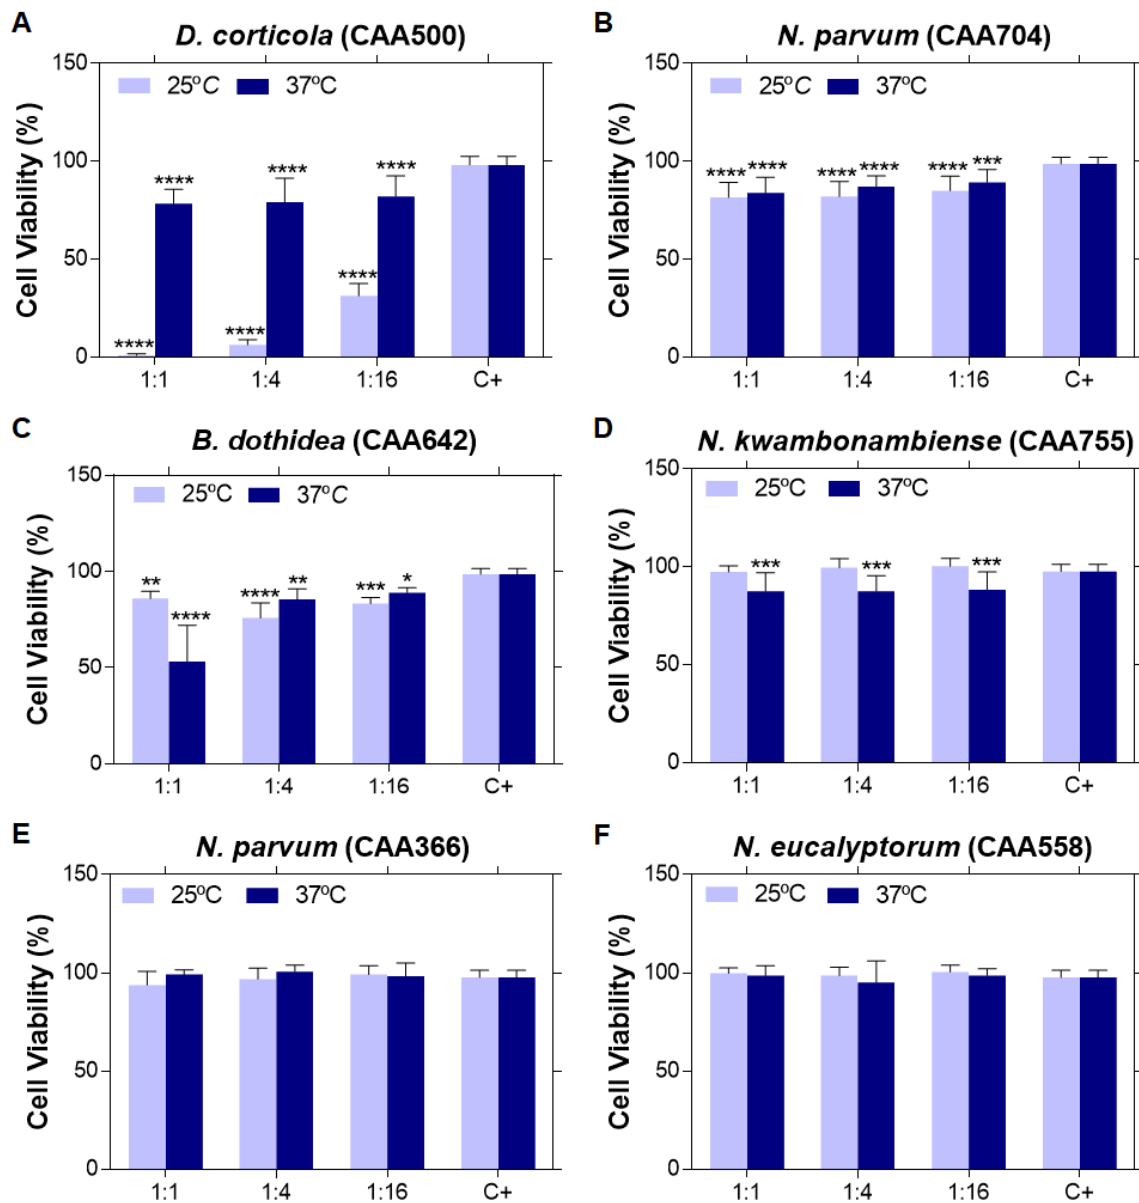 A
D. corticola (CAA500)
Cell Viability (%)
150
100
50
0
25ºC 37ºC
**** **** ****
**** **** ****
1:1 1:4 1:16 C+
B
N. parvum (CAA704)
Cell Viability (%)
150
100
50
0
25ºC 37ºC
**** **** **** **** **** ***
1:1 1:4 1:16 C+
C
B. dothidea (CAA642)
Cell Viability (%)
150
100
50
0
25ºC 37ºC
** **** **** ** *** *
1:1 1:4 1:16 C+
D
N. kwambonambiense (CAA755)
Cell Viability (%)
150
100
50
0
25ºC 37ºC
*** *** ***
1:1 1:4 1:16 C+
E
N. parvum (CAA366)
Cell Viability (%)
150
100
50
0
25ºC 37ºC
1:1 1:4 1:16 C+
F
N. eucalyptorum (CAA558)
Cell Viability (%)
150
100
50
0
25ºC 37ºC
1:1 1:4 1:16 C+